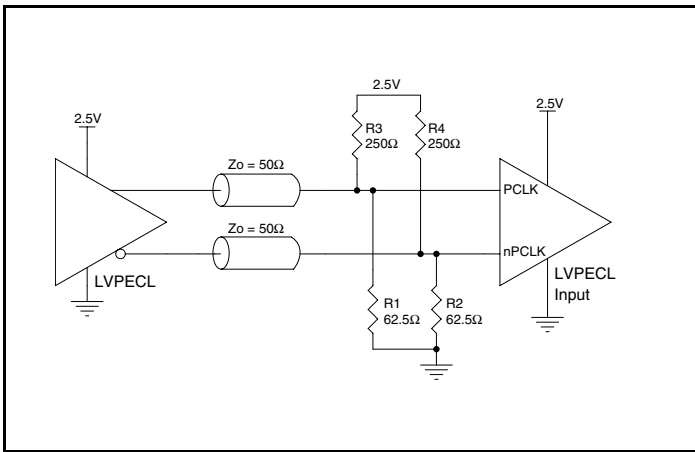 2.5V
2.5V
2.5V
R3
250Ω
R4
250Ω
Zo = 50Ω
PCLK
Zo = 50Ω
nPCLK
LVPECL
LVPECL
Input
R1
62.5Ω
R2
62.5Ω